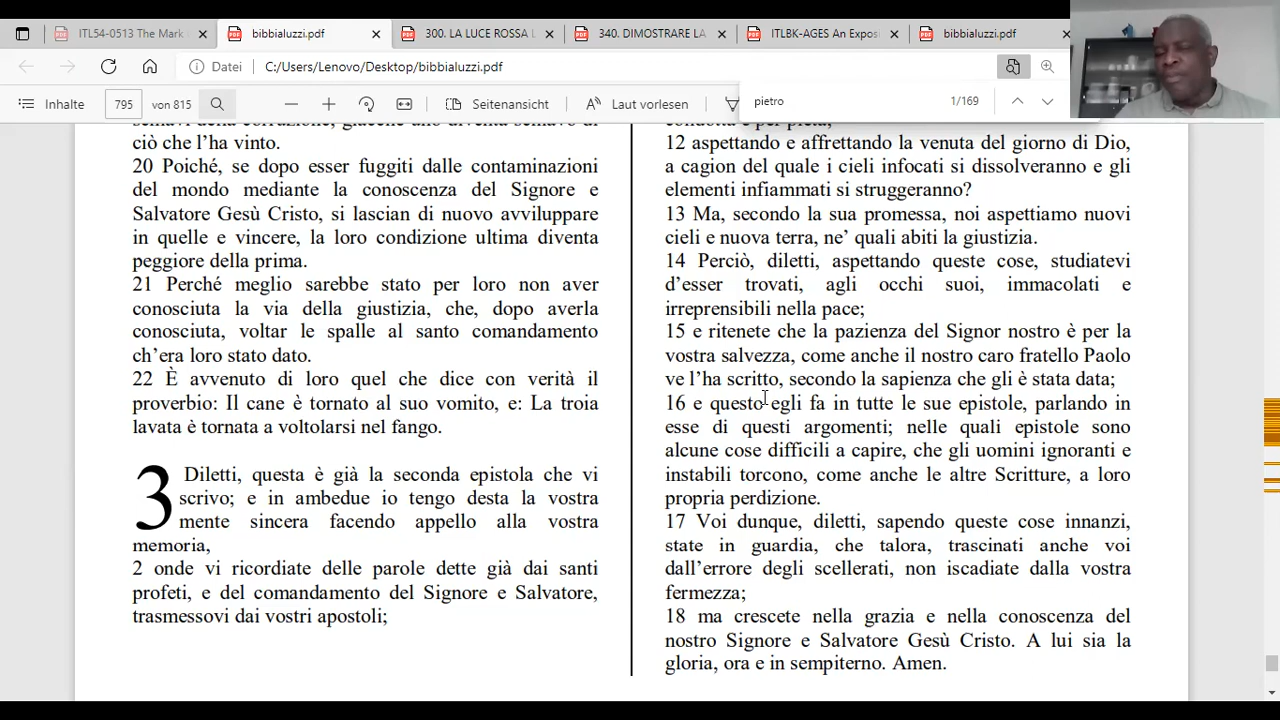 ITL54-0513 The Mark
bibbialuzzi.pdf
300. LA LUCE ROSSA L
340. DIMOSTRARE LA
ITLBK-AGES An Expos
bibbialuzzi.pdf
Datei
C:/Users/Lenovo/Desktop/bibbialuzzi.pdf
Inhalte
795
von 815
Seitenansicht
Laut vorlesen
pietro
1/169
schiavi della corruzione; giacché uno diventa schiavo di
ciò che l'ha vinto.
20 Poiché, se dopo esser fuggiti dalle contaminazioni
del mondo mediante la conoscenza del Signore e
Salvatore Gesù Cristo, si lascian di nuovo avviluppare
in quelle e vincere, la loro condizione ultima diventa
peggiore della prima.
21 Perché meglio sarebbe stato per loro non aver
conosciuta la via della giustizia, che, dopo averla
conosciuta, voltar le spalle al santo comandamento
ch'era loro stato dato.
22 È avvenuto di loro quel che dice con verità il
proverbio: Il cane è tornato al suo vomito, e: La troia
lavata è tornata a voltolarsi nel fango.
3 Diletti, questa è già la seconda epistola che vi
scrivo; e in ambedue io tengo desta la vostra
mente sincera facendo appello alla vostra
memoria,
2 onde vi ricordiate delle parole dette già dai santi
profeti, e del comandamento del Signore e Salvatore,
trasmessovi dai vostri apostoli;
condotta e per pietà,
12 aspettando e affrettando la venuta del giorno di Dio,
a cagion del quale i cieli infocati si dissolveranno e gli
elementi infiammati si struggeranno?
13 Ma, secondo la sua promessa, noi aspettiamo nuovi
cieli e nuova terra, ne' quali abiti la giustizia.
14 Perciò, diletti, aspettando queste cose, studiatevi
d'esser trovati, agli occhi suoi, immacolati e
irreprensibili nella pace;
15 e ritenete che la pazienza del Signor nostro è per la
vostra salvezza, come anche il nostro caro fratello Paolo
ve l'ha scritto, secondo la sapienza che gli è stata data;
16 e questo egli fa in tutte le sue epistole, parlando in
esse di questi argomenti; nelle quali epistole sono
alcune cose difficili a capire, che gli uomini ignoranti e
instabili torcono, come anche le altre Scritture, a loro
propria perdizione.
17 Voi dunque, diletti, sapendo queste cose innanzi,
state in guardia, che talora, trascinati anche voi
dall'errore degli scellerati, non iscadiate dalla vostra
fermezza;
18 ma crescete nella grazia e nella conoscenza del
nostro Signore e Salvatore Gesù Cristo. A lui sia la
gloria, ora e in sempiterno. Amen.